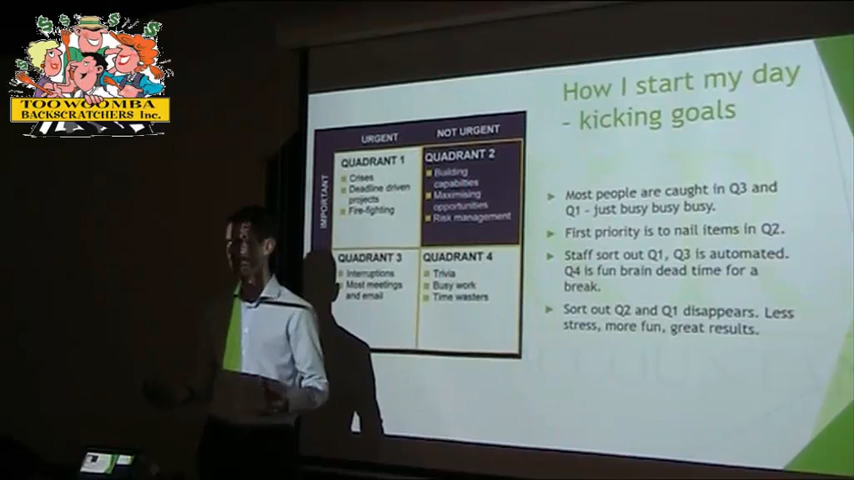 TOOWOOMBA
BACKSCRATCHERS Inc.
How I start my day
- kicking goals
URGENT
NOT URGENT
IMPORTANT
QUADRANT 1
Crises
Deadline driven
projects
Fire-fighting
QUADRANT 2
Building
capabilties
Maximising
opportunities
Risk management
QUADRANT 3
Interruptions
Most meetings
and email
QUADRANT 4
Trivia
Busy work
Time wasters
Most people are caught in Q3 and
Q1 - just busy busy busy.
First priority is to nail items in Q2.
Staff sort out Q1, Q3 is automated.
Q4 is fun brain dead time for a
break.
Sort out Q2 and Q1 disappears. Less
stress, more fun, great results.